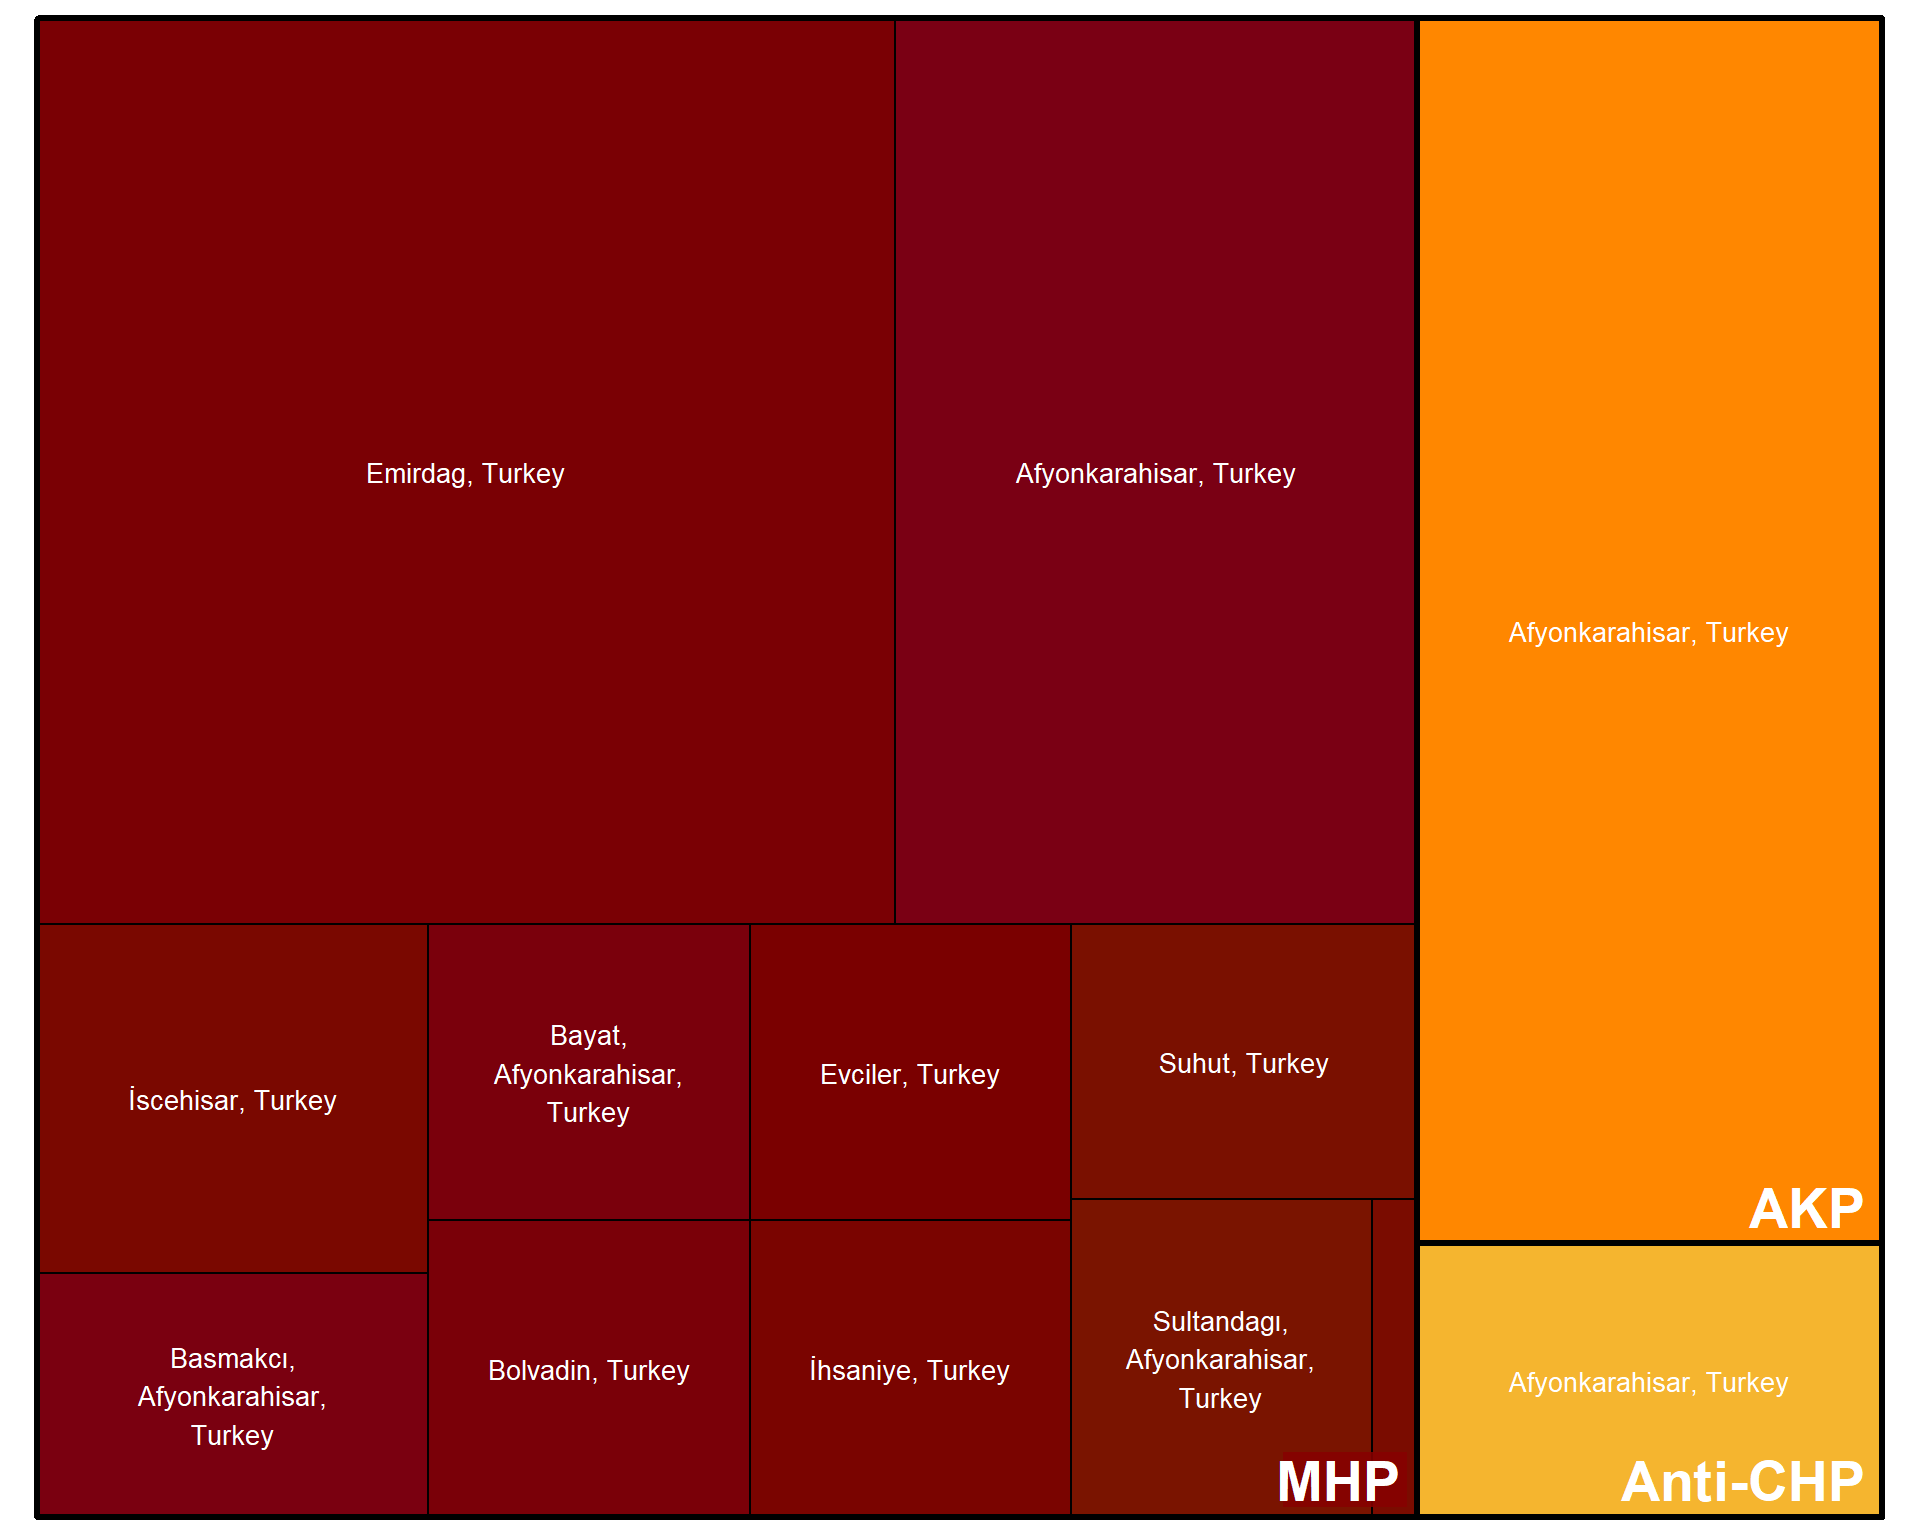 Emirdag, Turkey
Afyonkarahisar, Turkey
Afyonkarahisar, Turkey
İscehisar, Turkey
Bayat,
Afyonkarahisar,
Turkey
Evciler, Turkey
Suhut, Turkey
AKP
Basmakcı,
Afyonkarahisar,
Turkey
Bolvadin, Turkey
İhsaniye, Turkey
Sultandagı,
Afyonkarahisar,
Turkey
MHP
Afyonkarahisar, Turkey
Anti-CHP